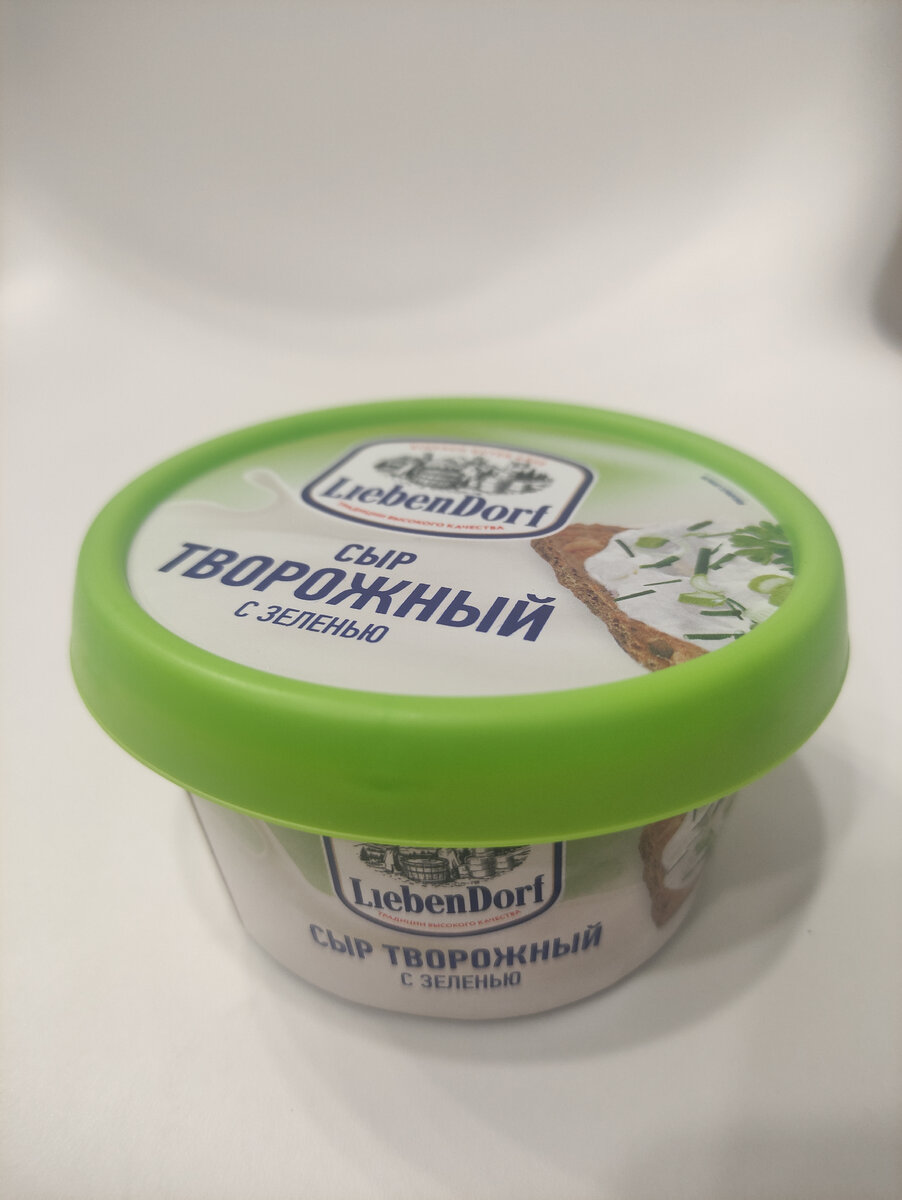 LiebenDorf
ТРАДИЦИИ ВЫСОКОГО КАЧЕСТВА
СЫР
ТВОРОЖНЫЙ
С ЗЕЛЕНЬЮ
LiebenDorf
ТРАДИЦИИ ВЫСОКОГО КАЧЕСТВА
СЫР ТВОРОЖНЫЙ
С ЗЕЛЕНЬЮ